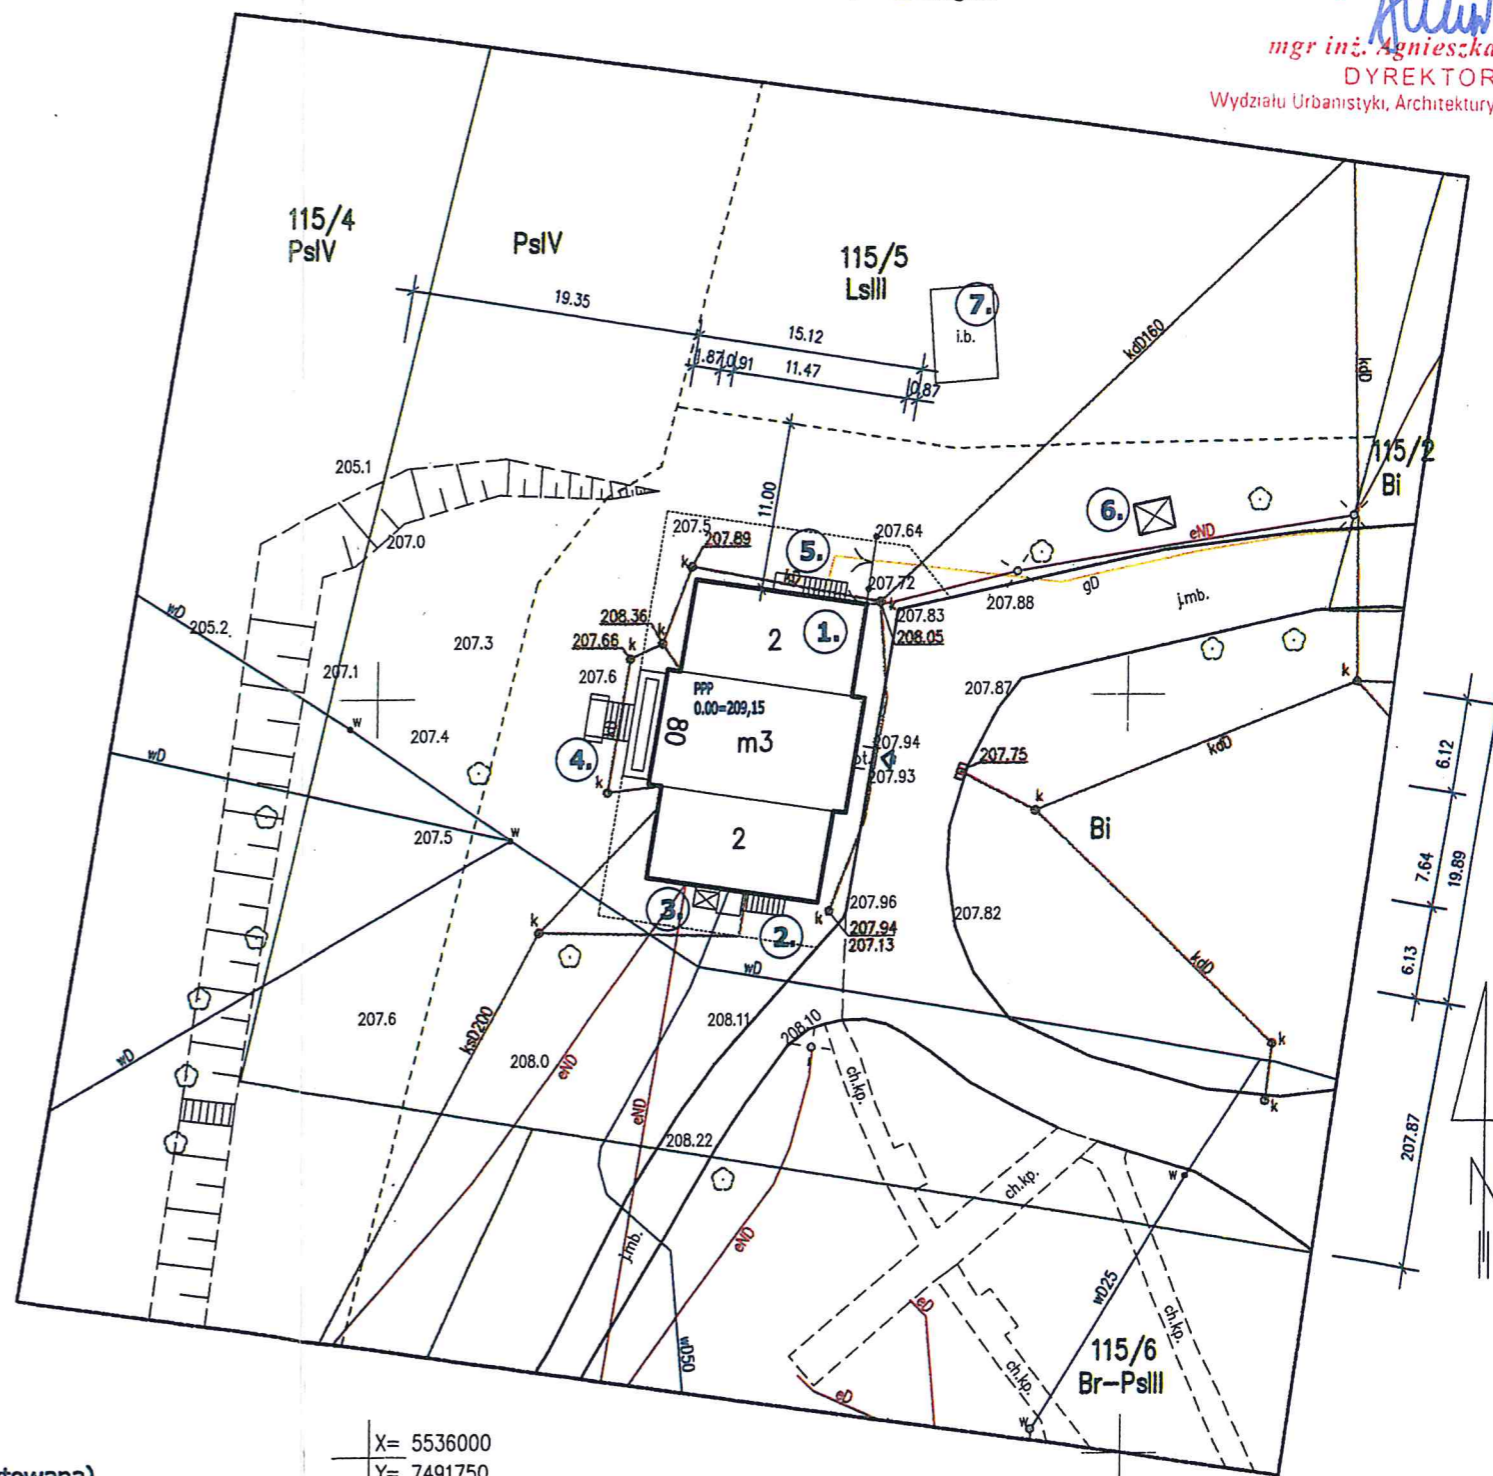 mgr inż. Agnieszka
DYREKTOR
Wydziału Urbanistyki, Architektury
115/4
PsIV
PsIV
115/5
LsIII
7.
i.b.
19.35
15.12
1.87
0.91
11.47
0.87
kdD160
kdD
115/2
Bi
205.1
207.0
11.00
6.
207.5
207.89
5.
207.64
eND
k
kD
207.72
k
207.83
207.88
gD
j.mb.
208.05
wD
205.2
207.3
208.36
207.66
k
k
2
1.
207.1
207.6
PPP
0.00=209,15
207.87
k
w
207.4
kD
80
m3
207.94
207.93
207.75
kdD
6.12
4.
k
k
wD
207.5
w
2
Bi
7.64
19.89
3.
2.
k
207.96
207.94
207.13
207.82
k
wD
kdD
6.13
207.6
ksD200
208.11
208.10
k
wD
208.0
eND
ch.kp.
k
eND
208.22
207.87
ch.kp.
w
j.mb.
eND
wD25
ch.kp.
eD
wD50
115/6
Br-PsIII
ch.kp.
eD
w
X= 5536000
Y= 7491750